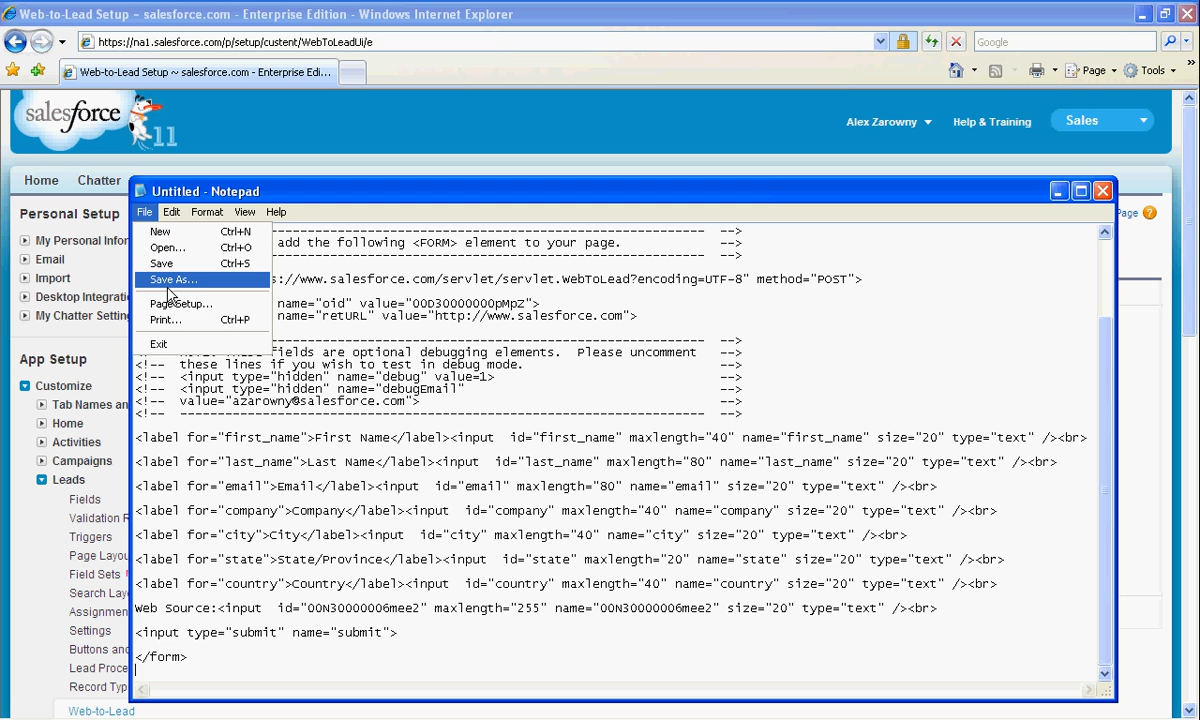 Web-to-Lead Setup ~ salesforce.com - Enterprise Edition - Windows Internet Explorer
https://na1.salesforce.com/p/setup/custent/WebToLeadUi/e
Google
Web-to-Lead Setup ~ salesforce.com - Enterprise Edi...
Page
Tools
salesforce
11
Alex Zarowny
Help & Training
Sales
Home
Chatter
Personal Setup
My Personal Infor
Email
Import
Desktop Integrati
My Chatter Setting
App Setup
Customize
Tab Names an
Home
Activities
Campaigns
Leads
Fields
Validation R
Triggers
Page Layou
Field Sets
Search Lay
Assignmen
Settings
Buttons and
Lead Proce
Record Typ
Web-to-Lead
Page
Untitled - Notepad
File Edit Format View Help
New Ctrl+N
Open... Ctrl+O
Save Ctrl+S
Save As...
Page Setup...
Print... Ctrl+P
Exit
---------------------------------------------------------- -->
add the following <FORM> element to your page. -->
---------------------------------------------------------- -->
s://www.salesforce.com/servlet/servlet.WebToLead?encoding=UTF-8" method="POST">
name="oid" value="00D30000000pMpZ">
name="retURL" value="http://www.salesforce.com">
---------------------------------------------------------- -->
fields are optional debugging elements. Please uncomment -->
<!-- these lines if you wish to test in debug mode. -->
<!-- <input type="hidden" name="debug" value=1> -->
<!-- <input type="hidden" name="debugEmail" -->
<!-- value="azarowny@salesforce.com"> -->
<!-- ---------------------------------------------------------------------- -->
<label for="first_name">First Name</label><input  id="first_name" maxlength="40" name="first_name" size="20" type="text" /><br>
<label for="last_name">Last Name</label><input  id="last_name" maxlength="80" name="last_name" size="20" type="text" /><br>
<label for="email">Email</label><input  id="email" maxlength="80" name="email" size="20" type="text" /><br>
<label for="company">Company</label><input  id="company" maxlength="40" name="company" size="20" type="text" /><br>
<label for="city">City</label><input  id="city" maxlength="40" name="city" size="20" type="text" /><br>
<label for="state">State/Province</label><input  id="state" maxlength="20" name="state" size="20" type="text" /><br>
<label for="country">Country</label><input  id="country" maxlength="40" name="country" size="20" type="text" /><br>
Web Source:<input  id="00N30000006mee2" maxlength="255" name="00N30000006mee2" size="20" type="text" /><br>
<input type="submit" name="submit">
</form>